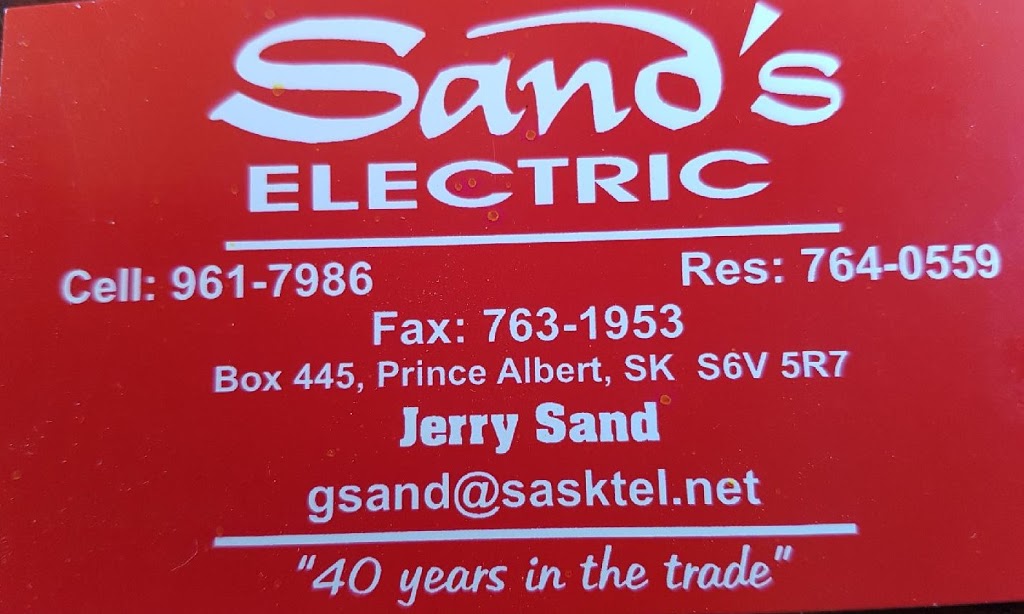 Sand's
ELECTRIC
Cell: 961-7986 Res: 764-0559
Fax: 763-1953
Box 445, Prince Albert, SK S6V 5R7
Jerry Sand
gsand@sasktel.net
"40 years in the trade"